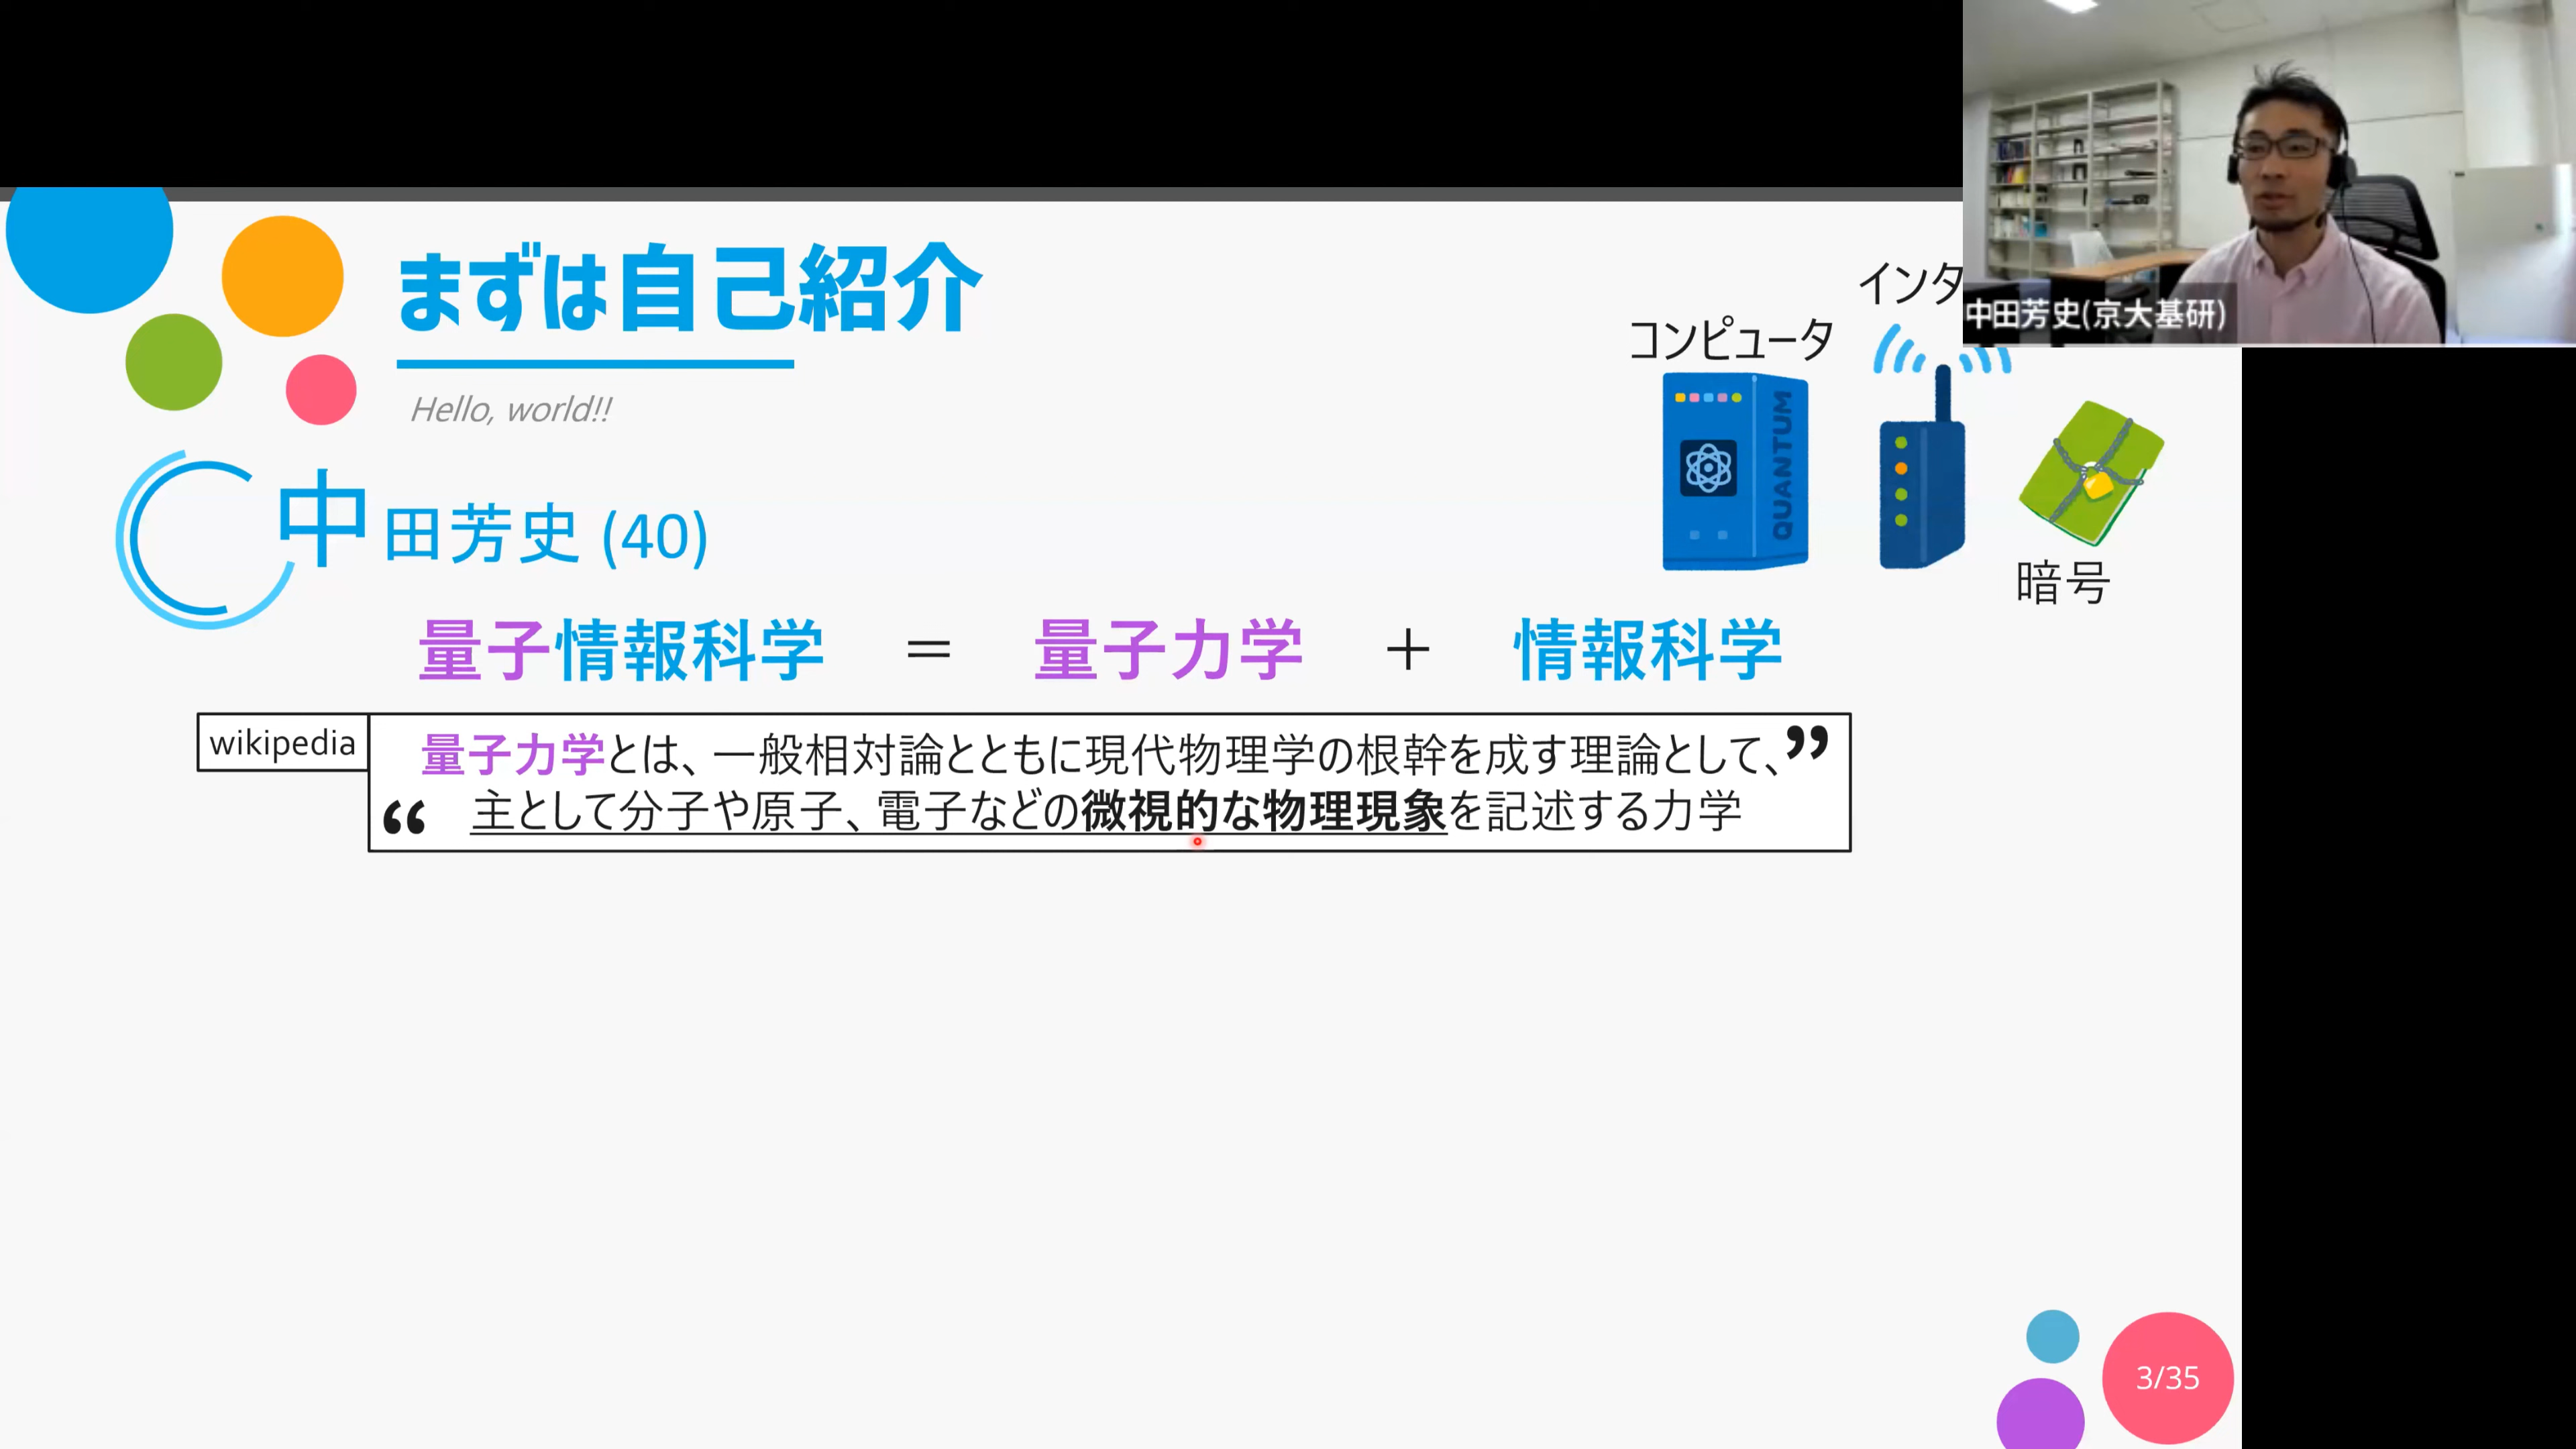 まずは自己紹介
Hello, world!!
中田芳史 (40)
コンピュータ
インタ
中田芳史(京大基研)
QUANTUM
暗号
量子情報科学 = 量子力学 + 情報科学
wikipedia
量子力学とは、一般相対論とともに現代物理学の根幹を成す理論として、”
“ 主として分子や原子、電子などの微視的な物理現象を記述する力学
3/35